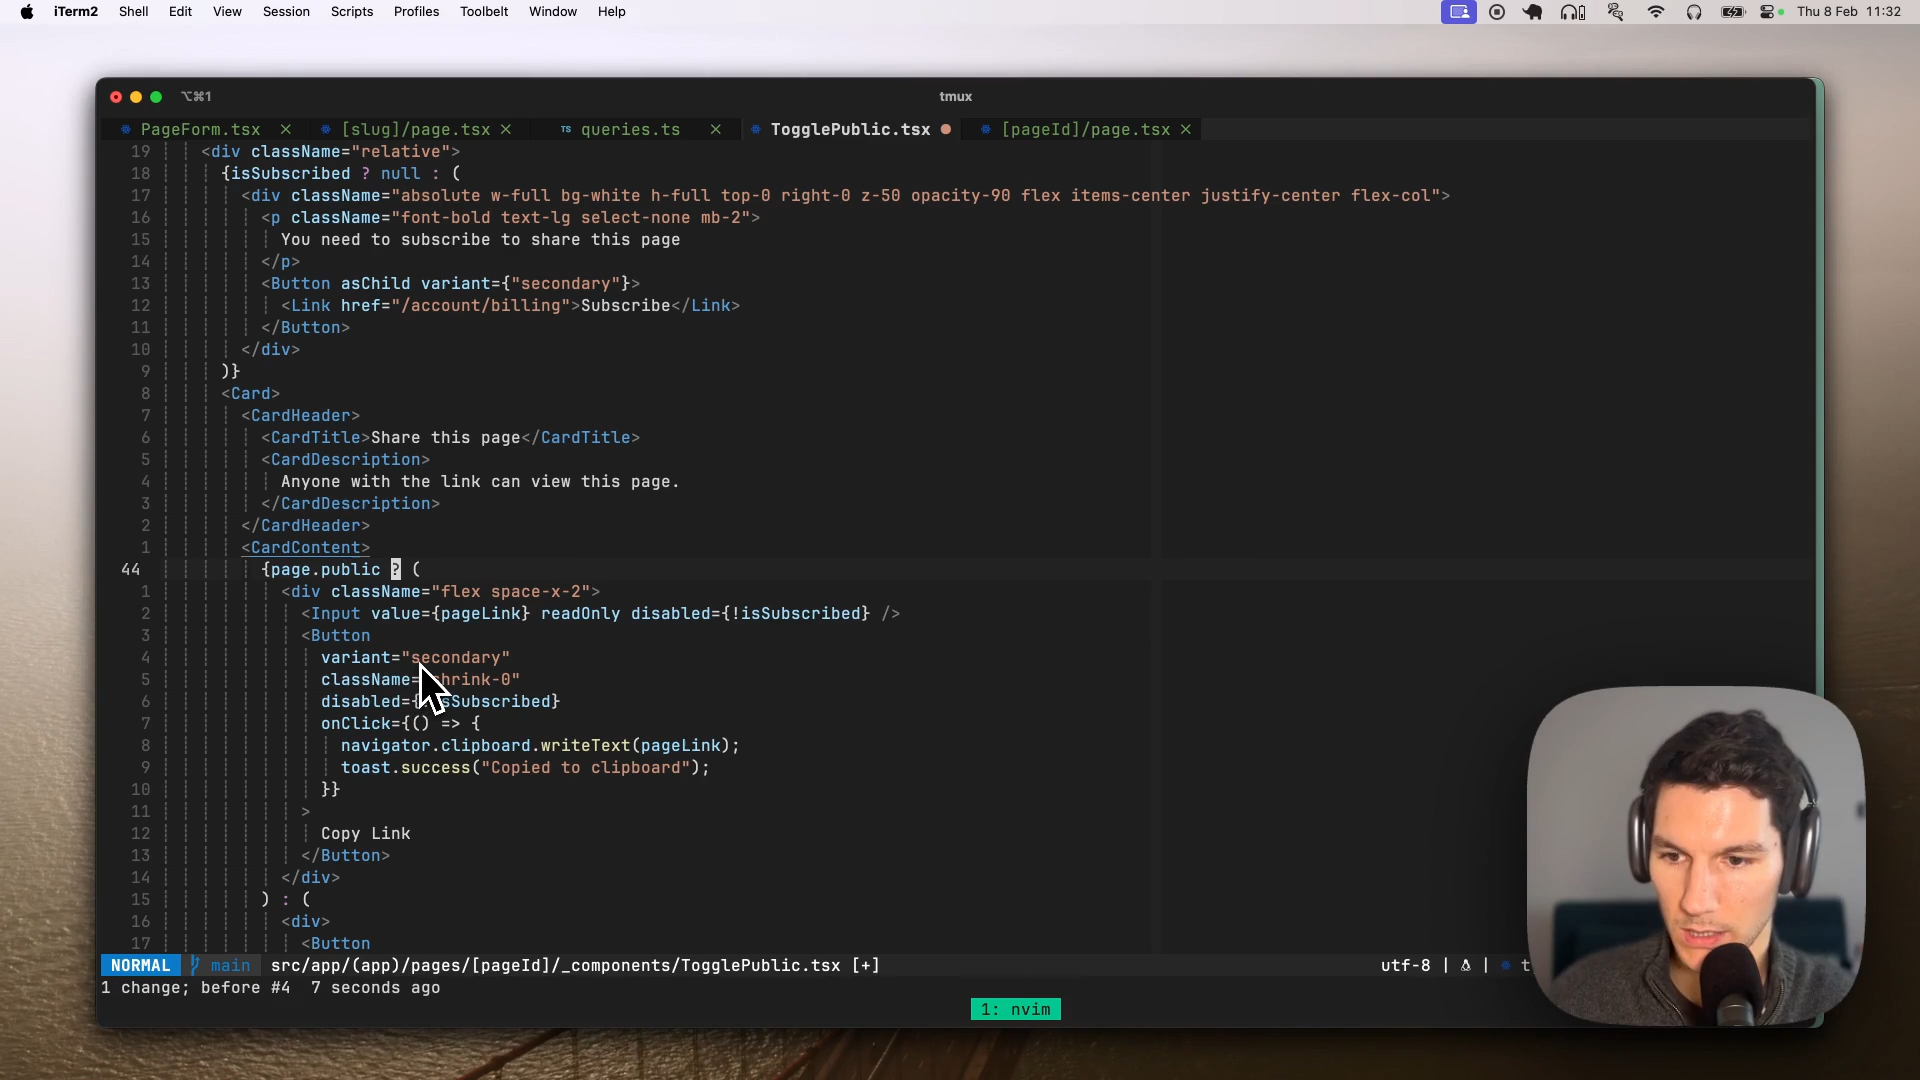 iTerm2 Shell Edit View Session Scripts Profiles Toolbelt Window Help Thu 8 Feb 11:32
⌥⌘1 tmux
PageForm.tsx × [slug]/page.tsx × TS queries.ts × TogglePublic.tsx ● [pageId]/page.tsx ×
19 <div className="relative">
18 {isSubscribed ? null : (
17 <div className="absolute w-full bg-white h-full top-0 right-0 z-50 opacity-90 flex items-center justify-center flex-col">
16 <p className="font-bold text-lg select-none mb-2">
15 You need to subscribe to share this page
14 </p>
13 <Button asChild variant={"secondary"}>
12 <Link href="/account/billing">Subscribe</Link>
11 </Button>
10 </div>
9 )}
8 <Card>
7 <CardHeader>
6 <CardTitle>Share this page</CardTitle>
5 <CardDescription>
4 Anyone with the link can view this page.
3 </CardDescription>
2 </CardHeader>
1 <CardContent>
44 {page.public ? (
1 <div className="flex space-x-2">
2 <Input value={pageLink} readOnly disabled={!isSubscribed} />
3 <Button
4 variant="secondary"
5 className="shrink-0"
6 disabled={!isSubscribed}
7 onClick={() => {
8 navigator.clipboard.writeText(pageLink);
9 toast.success("Copied to clipboard");
10 }}
11 >
12 Copy Link
13 </Button>
14 </div>
15 ) : (
16 <div>
17 <Button
NORMAL main src/app/(app)/pages/[pageId]/_components/TogglePublic.tsx [+] utf-8 | |
1 change; before #4 7 seconds ago
1: nvim